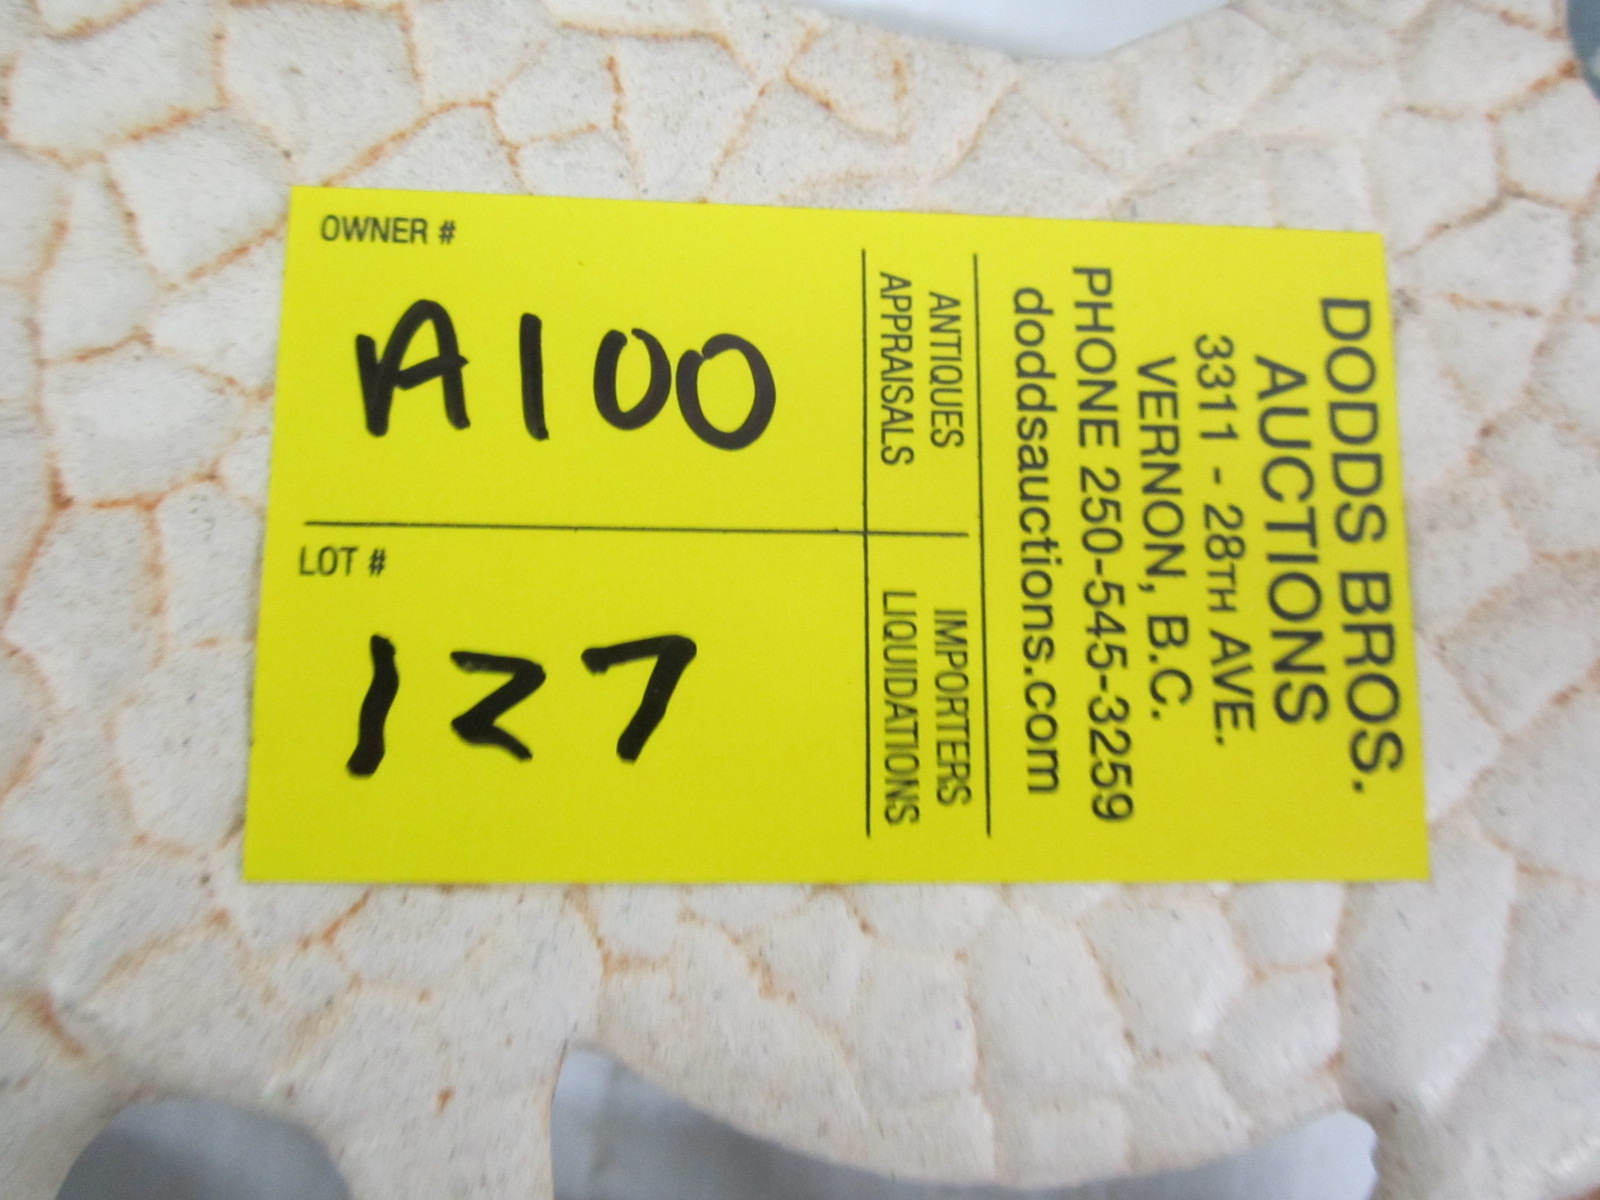 OWNER #
A100
LOT #
127
DODDS BROS.
AUCTIONS
3311 - 28TH AVE.
VERNON, B.C.
PHONE 250-545-3259
doddsauctions.com
ANTIQUES IMPORTERS
APPRAISALS LIQUIDATIONS